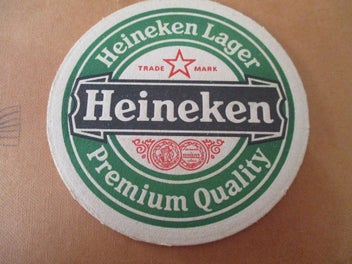 Heineken Lager
TRADE MARK
Heineken
Premium Quality